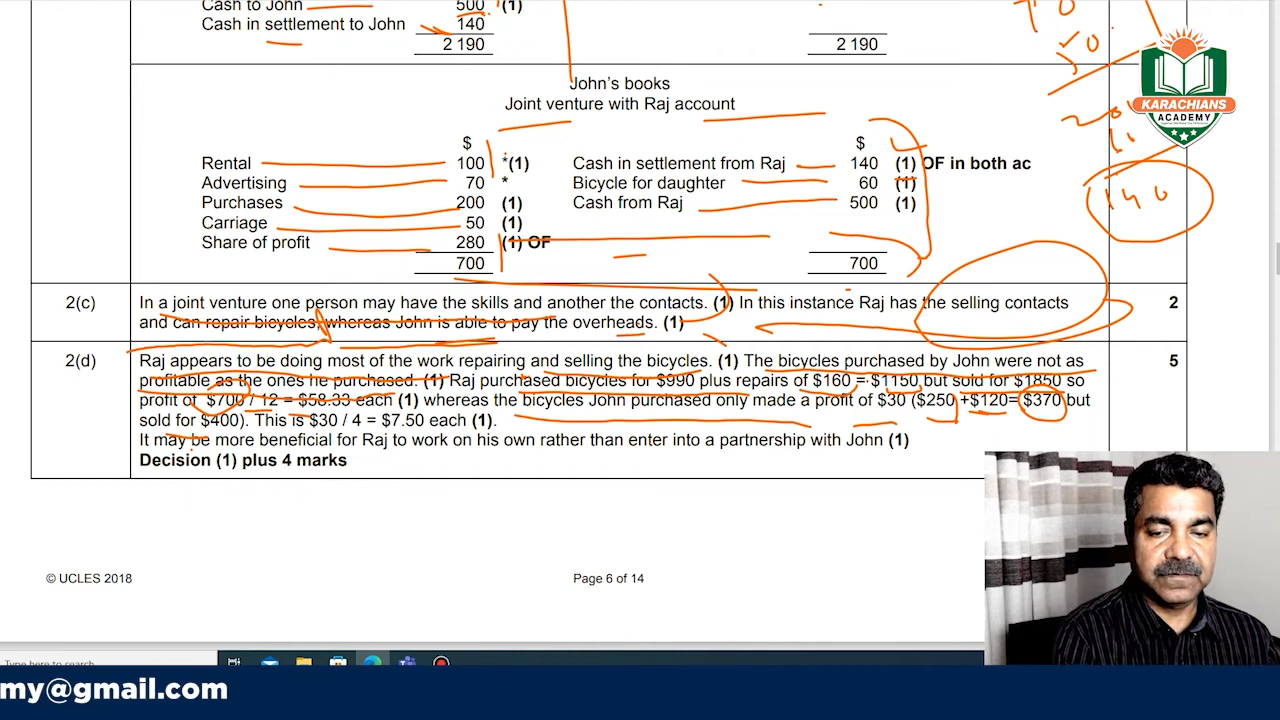 Cash to John 500 (1)
Cash in settlement to John 140
2 190 2 190
John's books
Joint venture with Raj account
$ $
Rental 100 *(1) Cash in settlement from Raj 140 (1) OF in both ac
Advertising 70 * Bicycle for daughter 60 (1)
Purchases 200 (1) Cash from Raj 500 (1)
Carriage 50 (1)
Share of profit 280 (1) OF
700 700
140
2(c) In a joint venture one person may have the skills and another the contacts. (1) In this instance Raj has the selling contacts 2
and can repair bicycles, whereas John is able to pay the overheads. (1)
2(d) Raj appears to be doing most of the work repairing and selling the bicycles. (1) The bicycles purchased by John were not as 5
profitable as the ones he purchased. (1) Raj purchased bicycles for $990 plus repairs of $160 = $1150 but sold for $1850 so
profit of $700 / 12 = $58.33 each (1) whereas the bicycles John purchased only made a profit of $30 ($250 +$120= $370 but
sold for $400). This is $30 / 4 = $7.50 each (1).
It may be more beneficial for Raj to work on his own rather than enter into a partnership with John (1)
Decision (1) plus 4 marks
© UCLES 2018 Page 6 of 14
KARACHIANS
ACADEMY
Type here to search
my@gmail.com